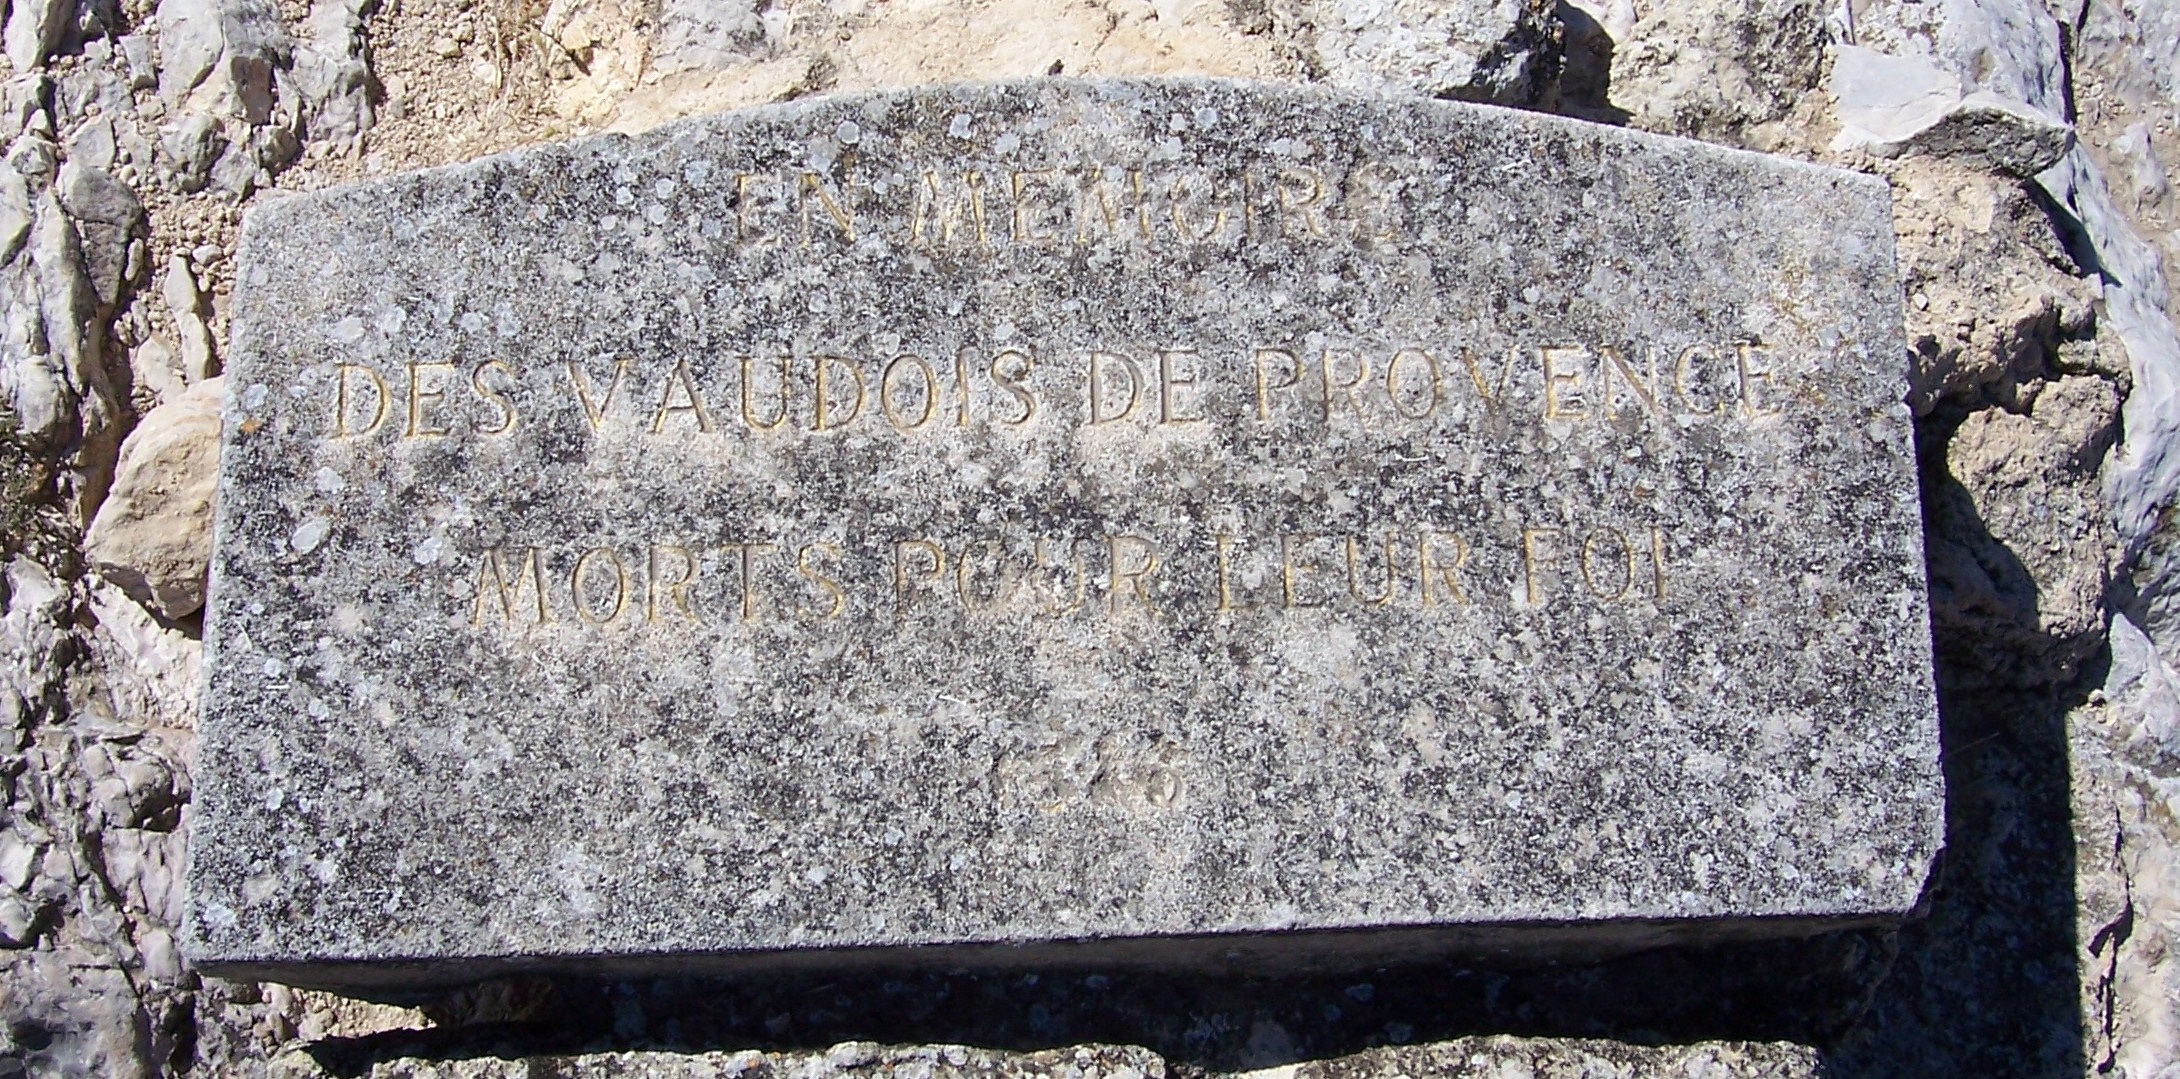 EN MEMOIRE
DES VAUDOIS DE PROVENCE
MORTS POUR LEUR FOI